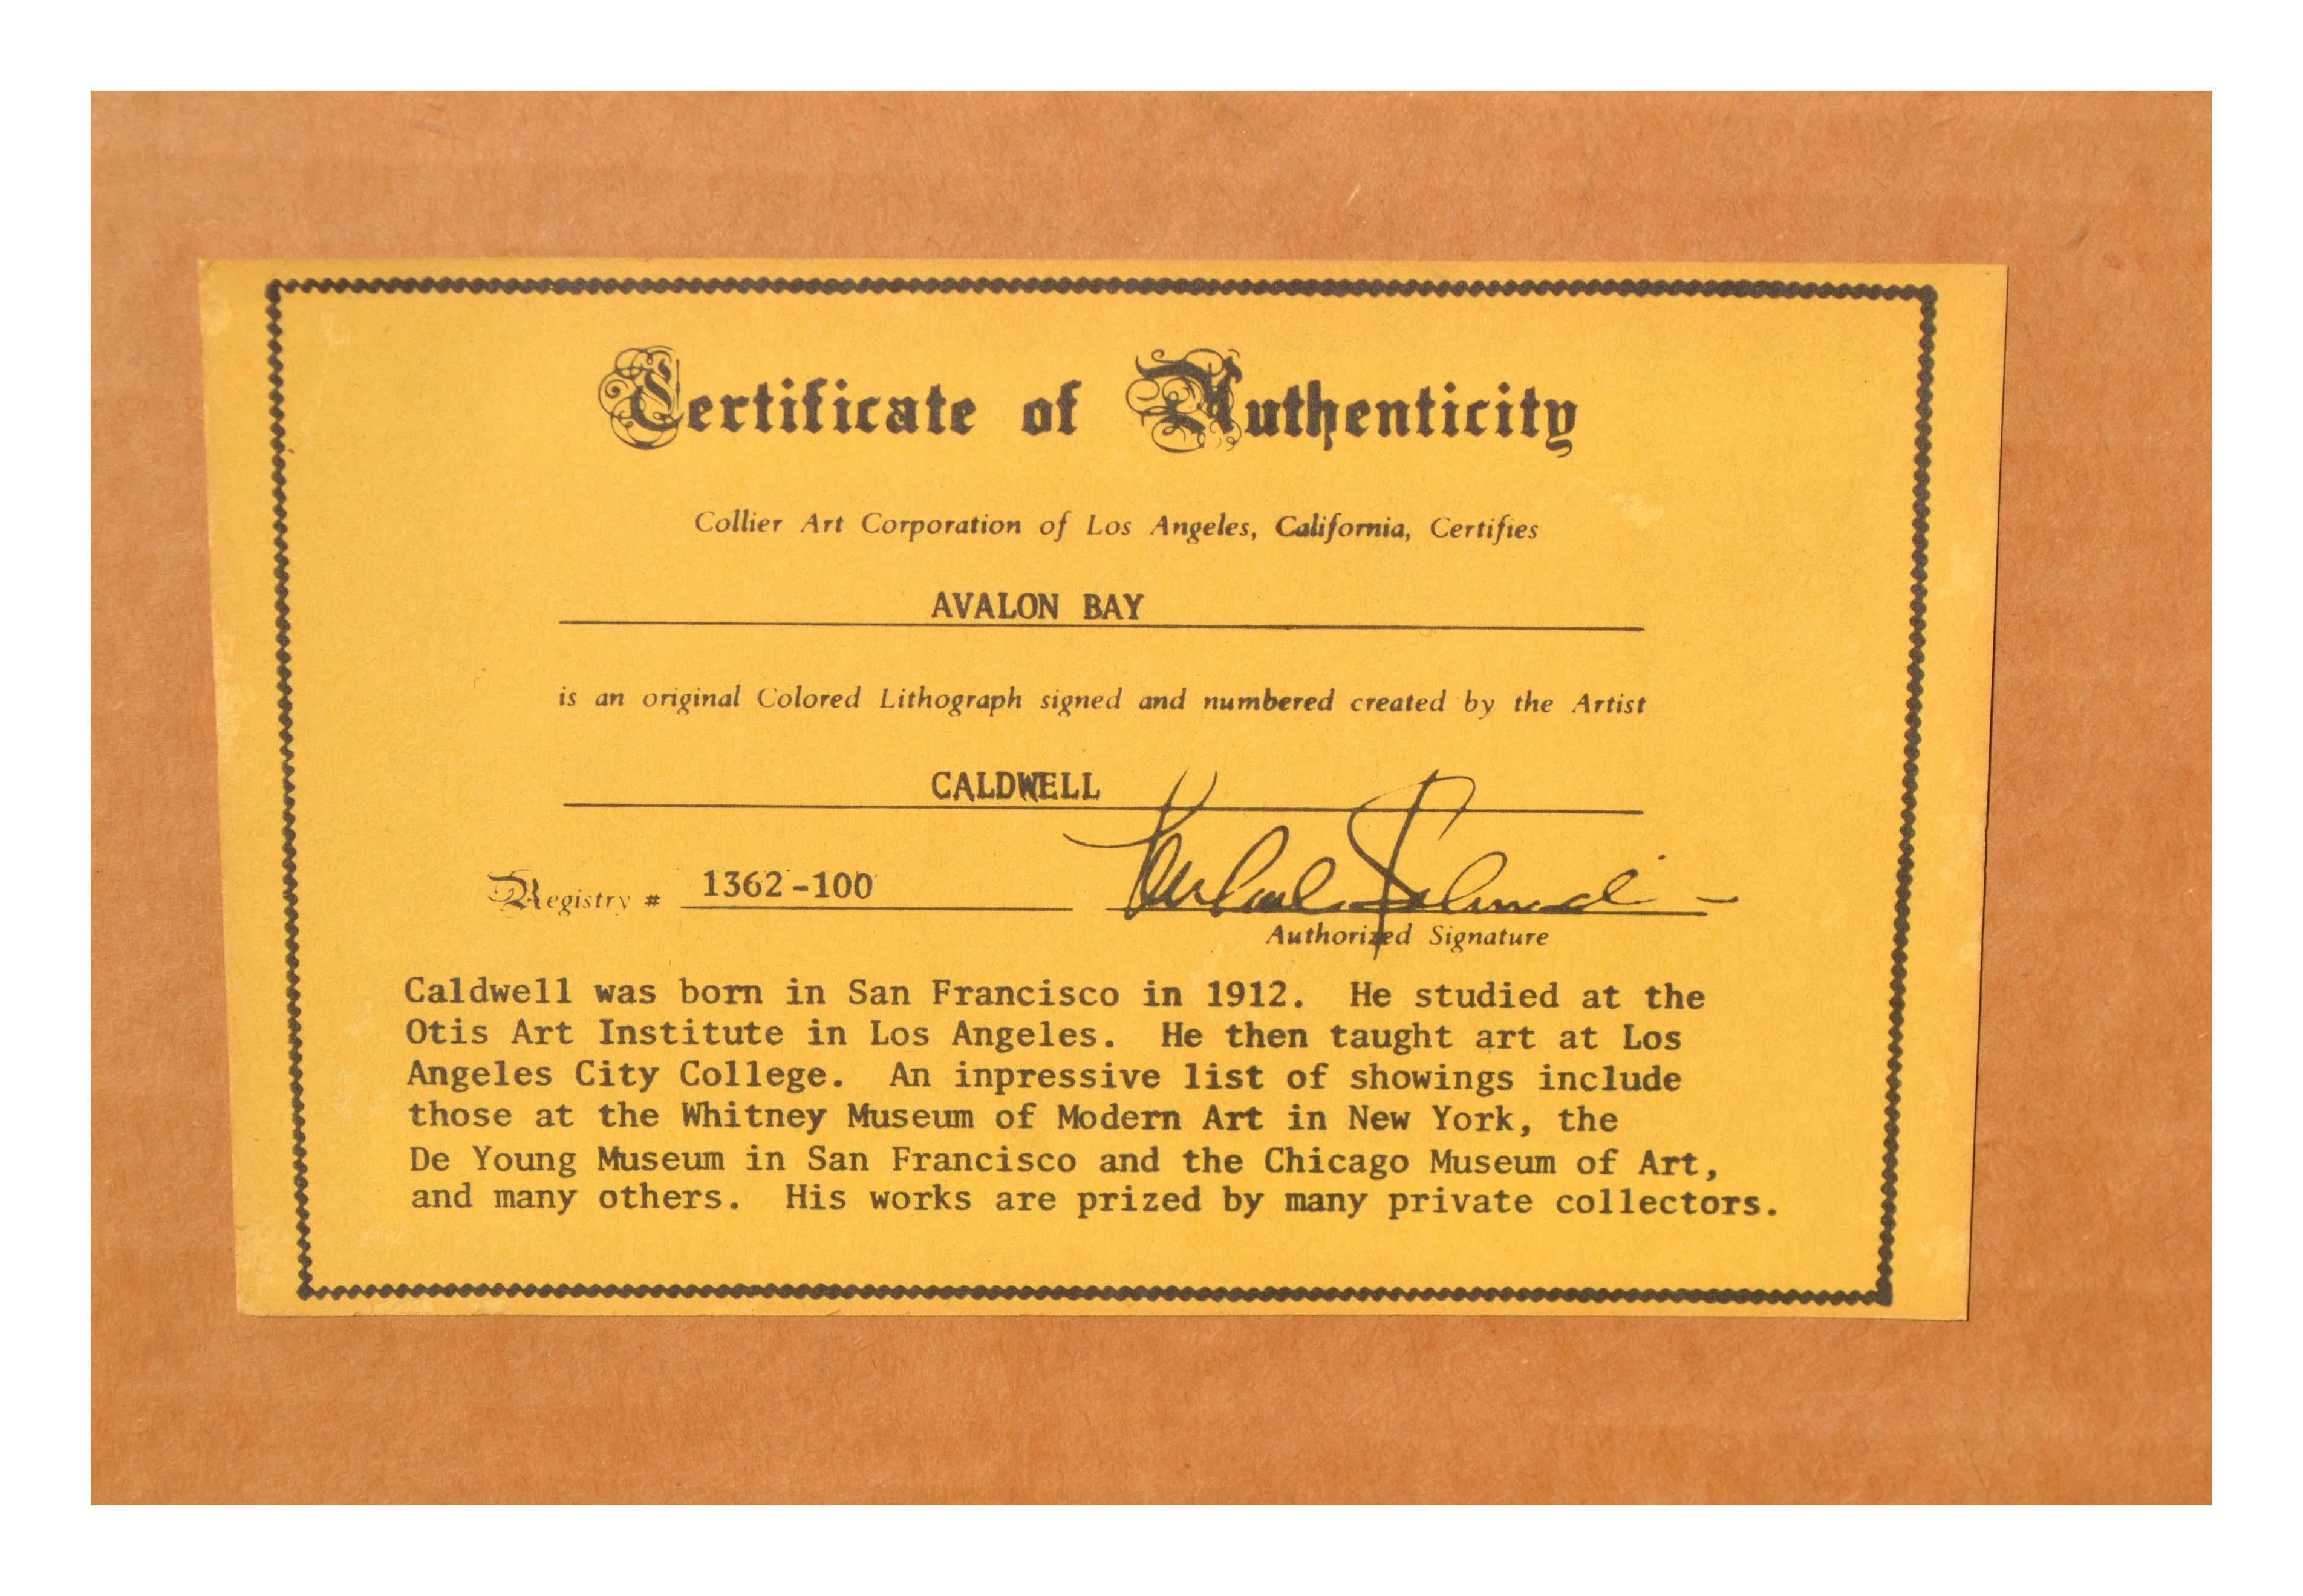 Certificate of Authenticity
Collier Art Corporation of Los Angeles, California, Certifies
AVALON BAY
is an original Colored Lithograph signed and numbered created by the Artist
CALDWELL
Registry # 1362-100
Authorized Signature
Caldwell was born in San Francisco in 1912. He studied at the
Otis Art Institute in Los Angeles. He then taught art at Los
Angeles City College. An inpressive list of showings include
those at the Whitney Museum of Modern Art in New York, the
De Young Museum in San Francisco and the Chicago Museum of Art,
and many others. His works are prized by many private collectors.